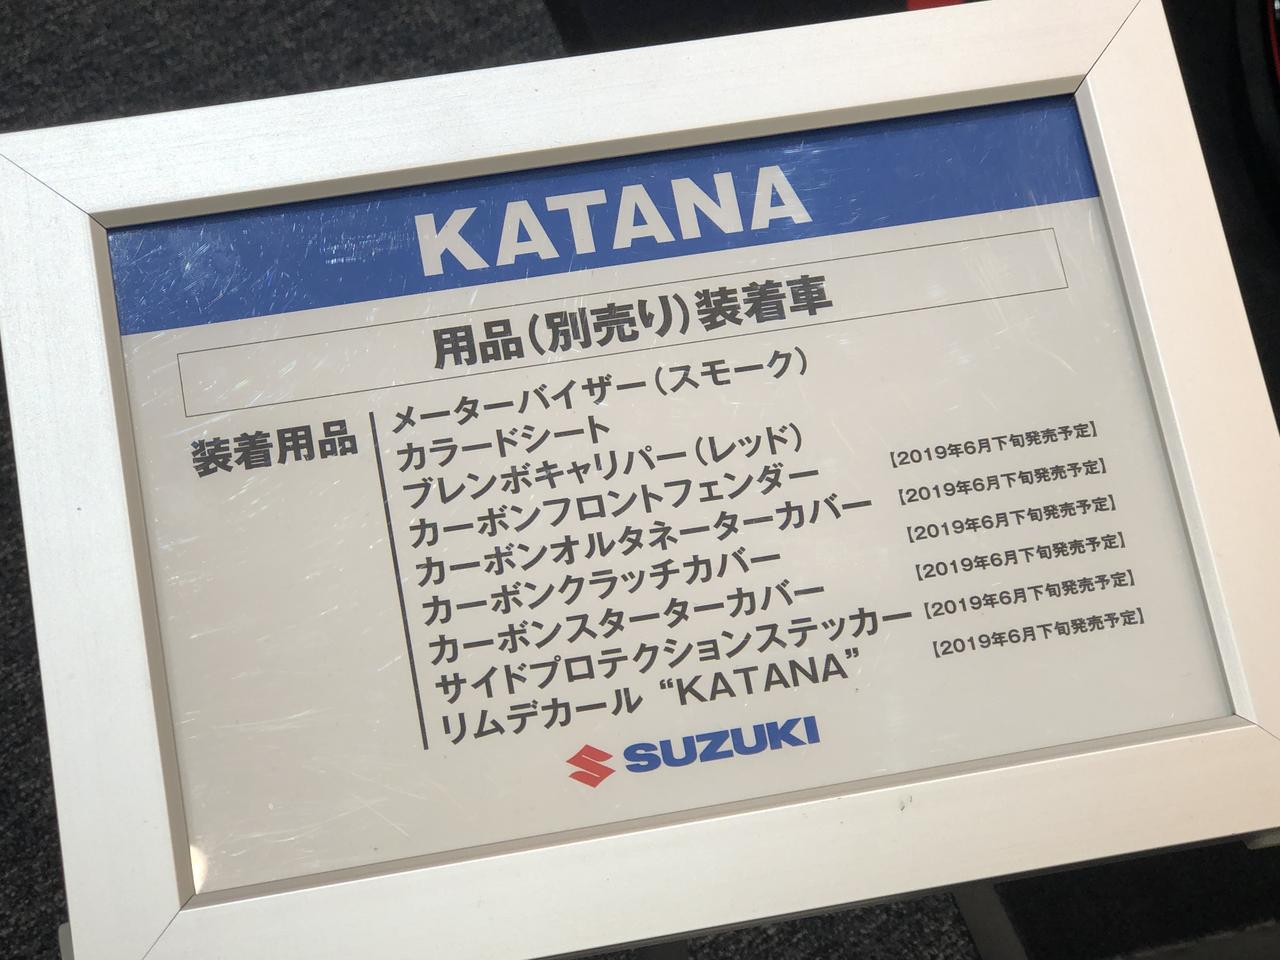 KATANA
用品(別売り)装着車
装着用品
メーターバイザー(スモーク)
カラードシート
ブレンボキャリパー(レッド)
カーボンフロントフェンダー 【2019年6月下旬発売予定】
カーボンオルタネーターカバー 【2019年6月下旬発売予定】
カーボンクラッチカバー 【2019年6月下旬発売予定】
カーボンスターターカバー 【2019年6月下旬発売予定】
サイドプロテクションステッカー 【2019年6月下旬発売予定】
リムデカール “KATANA” 【2019年6月下旬発売予定】
SUZUKI